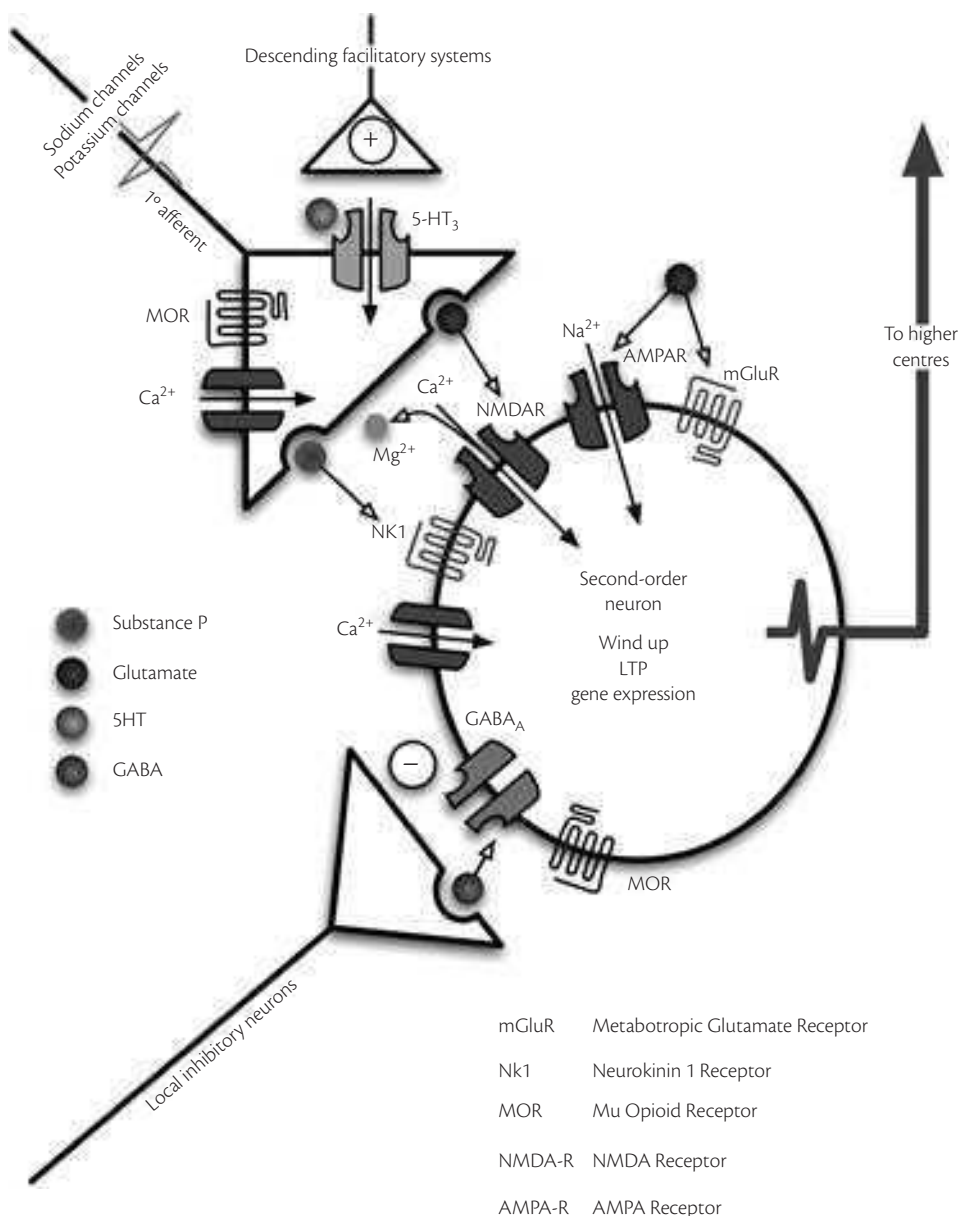 Descending facilitatory systems
+
Sodium channels
Potassium channels
1º afferent
5-HT₃
MOR
Ca²⁺
Na²⁺
AMPAR
mGluR
To higher
centres
Ca²⁺
NMDAR
Mg²⁺
NK1
Second-order
neuron
Wind up
LTP
gene expression
Ca²⁺
Substance P
Glutamate
5HT
GABA
GABA_A
−
MOR
Local inhibitory neurons
mGluR Metabotropic Glutamate Receptor
Nk1 Neurokinin 1 Receptor
MOR Mu Opioid Receptor
NMDA-R NMDA Receptor
AMPA-R AMPA Receptor